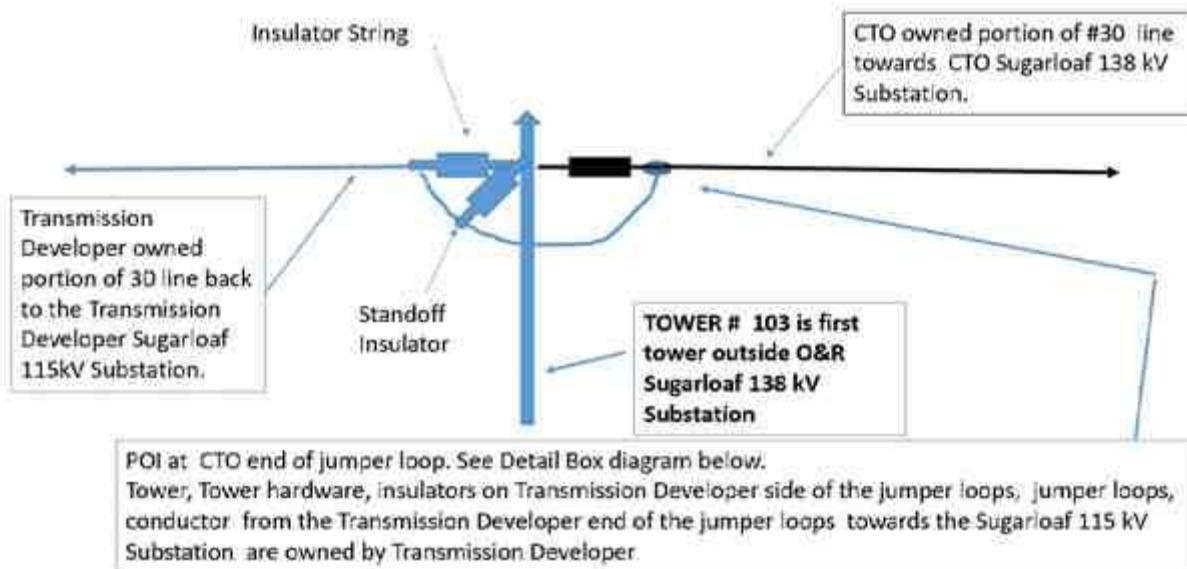 Insulator String
CTO owned portion of #30 line
towards CTO Sugarloaf 138 kV
Substation.
Transmission
Developer owned
portion of 30 line back
to the Transmission
Developer Sugarloaf
115kV Substation.
Standoff
Insulator
TOWER # 103 is first
tower outside O&R
Sugarloaf 138 kV
Substation
POI at CTO end of jumper loop. See Detail Box diagram below.
Tower, Tower hardware, insulators on Transmission Developer side of the jumper loops, jumper loops,
conductor from the Transmission Developer end of the jumper loops towards the Sugarloaf 115 kV
Substation are owned by Transmission Developer